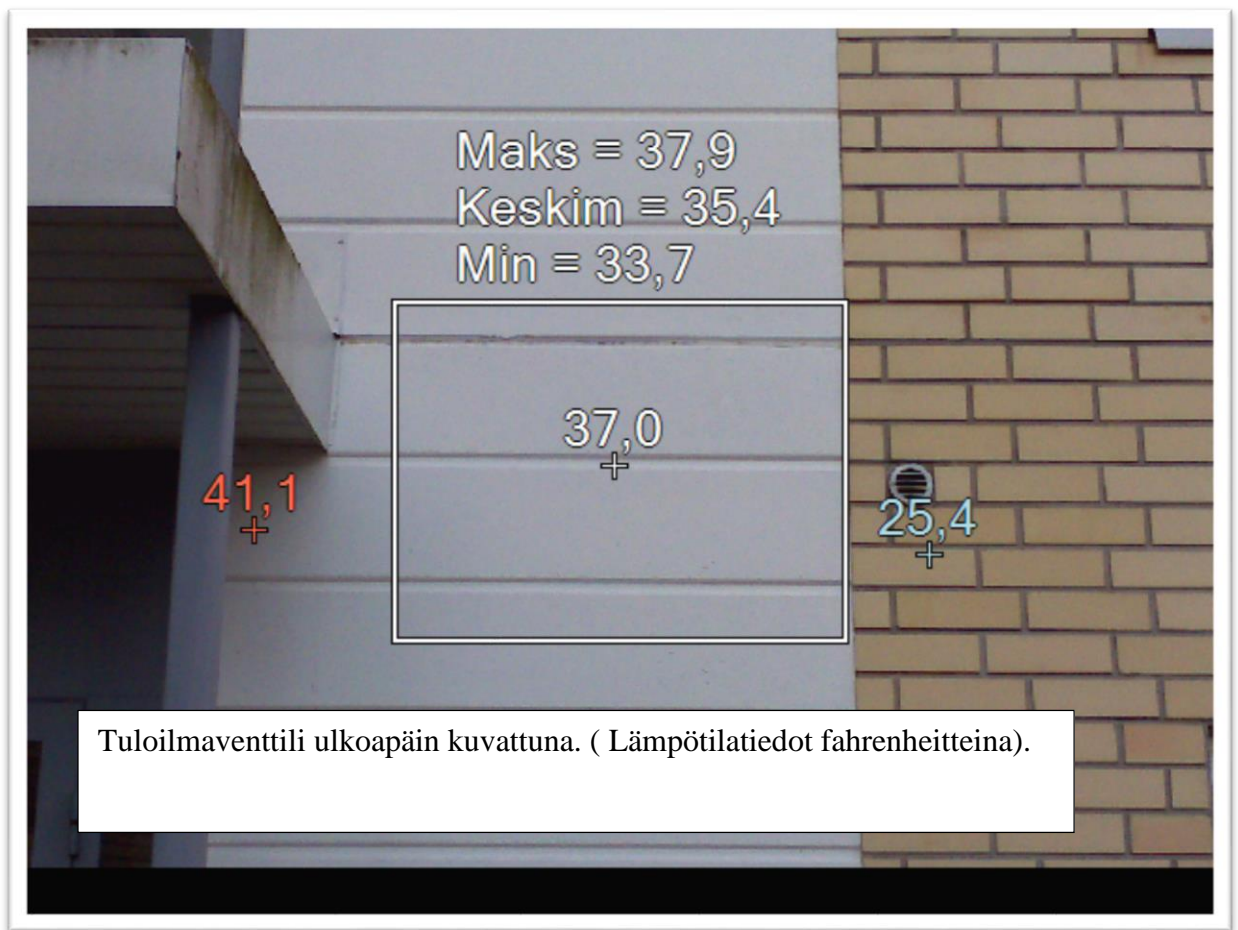 Maks = 37,9
Keskim = 35,4
Min = 33,7
37,0
41,1
25,4
Tuloilmaventtili ulkoapäin kuvattuna. ( Lämpötilatiedot fahrenheitteina).